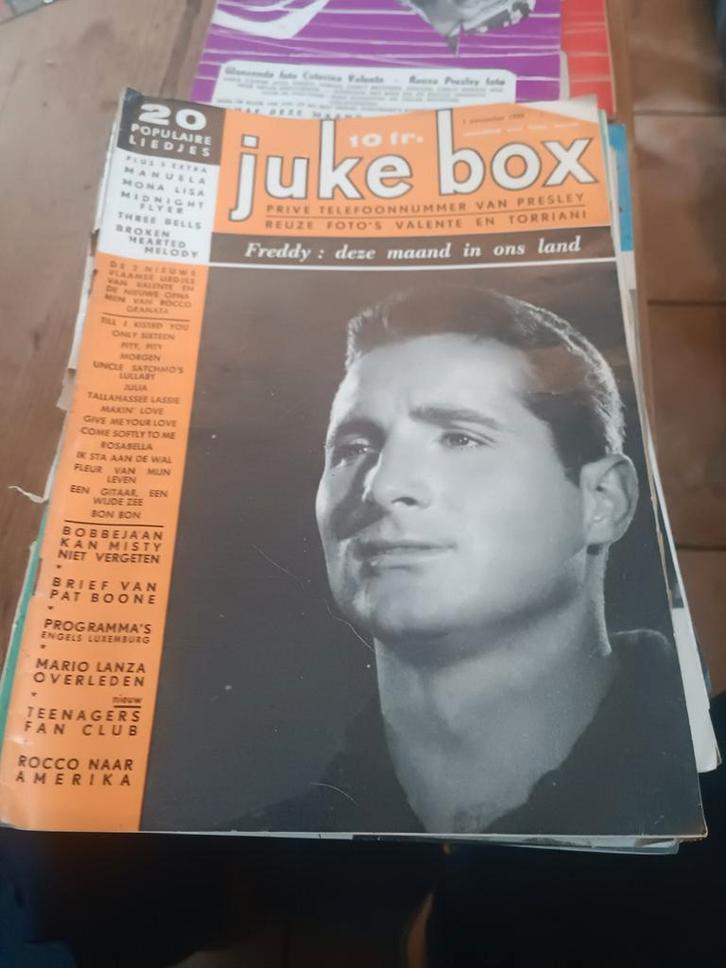 Glanzende foto Caterina Valente - Reuze Presley foto
20
POPULAIRE
LIEDJES
PLUS 5 EXTRA
MANUELA
MONA LISA
MIDNIGHT
FLYER
THREE BELLS
BROKEN
HEARTED
MELODY
10 fr.
1 november 1959
juke box
PRIVE TELEFOONNUMMER VAN PRESLEY
REUZE FOTO'S VALENTE EN TORRIANI
Freddy : deze maand in ons land
DE 2 NIEUWE
VLAAMSE LIEDJES
VAN VALENTE EN
DE NIEUWE OPNA-
MEN VAN ROCCO
GRANATA
TILL I KISSED YOU
ONLY SIXTEEN
PITY, PITY
MORGEN
UNCLE SATCHMO'S
LULLABY
JULIA
TALLAHASSEE LASSIE
MAKIN' LOVE
GIVE ME YOUR LOVE
COME SOFTLY TO ME
ROSABELLA
IK STA AAN DE WAL
FLEUR VAN MIJN
LEVEN
EEN GITAAR, EEN
WIJDE ZEE
BON BON
BOBBEJAAN
KAN MISTY
NIET VERGETEN
*
BRIEF VAN
PAT BOONE
*
PROGRAMMA'S
ENGELS LUXEMBURG
*
MARIO LANZA
OVERLEDEN
*
nieuw
TEENAGERS
FAN CLUB
ROCCO NAAR
AMERIKA